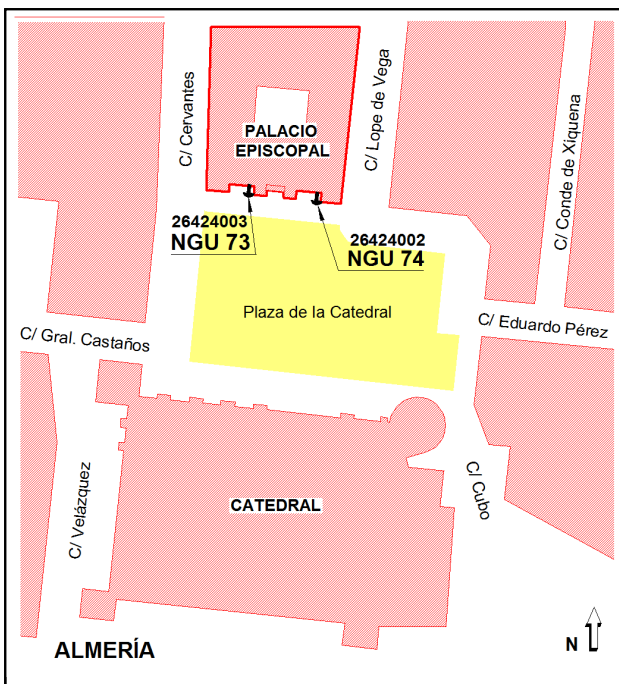 C/ Cervantes
C/ Lope de Vega
C/ Conde de Xiquena
PALACIO
EPISCOPAL
26424003
NGU 73
26424002
NGU 74
Plaza de la Catedral
C/ Gral. Castaños
C/ Eduardo Pérez
C/ Velázquez
CATEDRAL
C/ Cubo
ALMERÍA
N